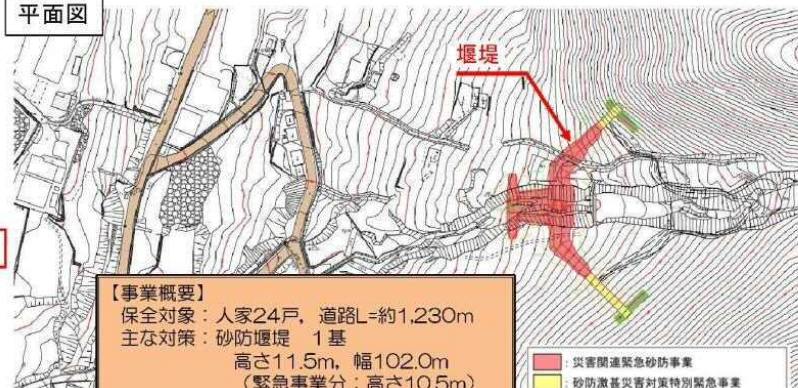 平面図
堰堤
【事業概要】
保全対象：人家24戸，道路L=約1,230m
主な対策：砂防堰堤　1基
高さ11.5m，幅102.0m
（緊急事業分：高さ10.5m）
：災害関連緊急砂防事業
：砂防激甚災害対策特別緊急事業